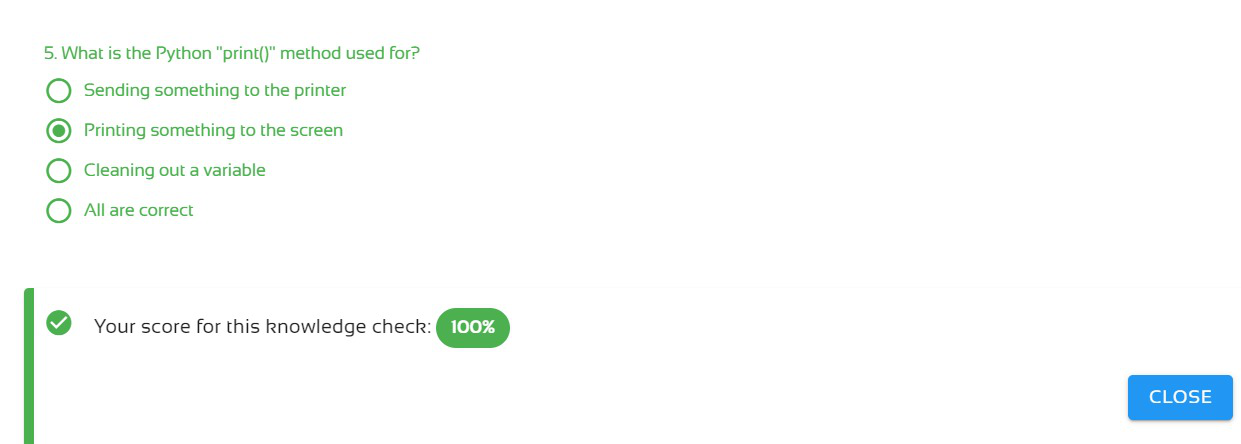 5. What is the Python "print()" method used for?
Sending something to the printer
Printing something to the screen
Cleaning out a variable
All are correct
Your score for this knowledge check: 100%
CLOSE